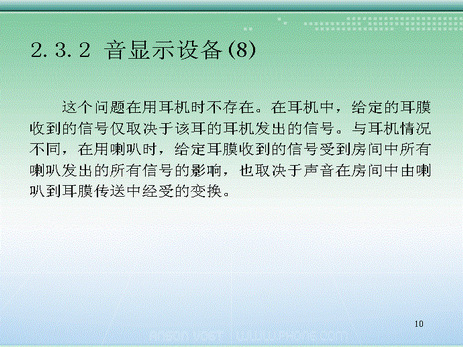 2.3.2 音显示设备(8)
这个问题在用耳机时不存在。在耳机中，给定的耳膜
收到的信号仅取决于该耳的耳机发出的信号。与耳机情况
不同，在用喇叭时，给定耳膜收到的信号受到房间中所有
喇叭发出的所有信号的影响，也取决于声音在房间中由喇
叭到耳膜传送中经受的变换。
10